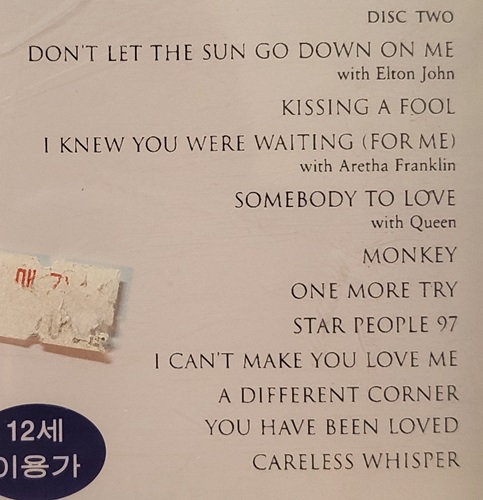 DISC TWO
DON'T LET THE SUN GO DOWN ON ME
with Elton John
KISSING A FOOL
I KNEW YOU WERE WAITING (FOR ME)
with Aretha Franklin
SOMEBODY TO LOVE
with Queen
MONKEY
ONE MORE TRY
STAR PEOPLE 97
I CAN'T MAKE YOU LOVE ME
A DIFFERENT CORNER
YOU HAVE BEEN LOVED
CARELESS WHISPER
12세
이용가